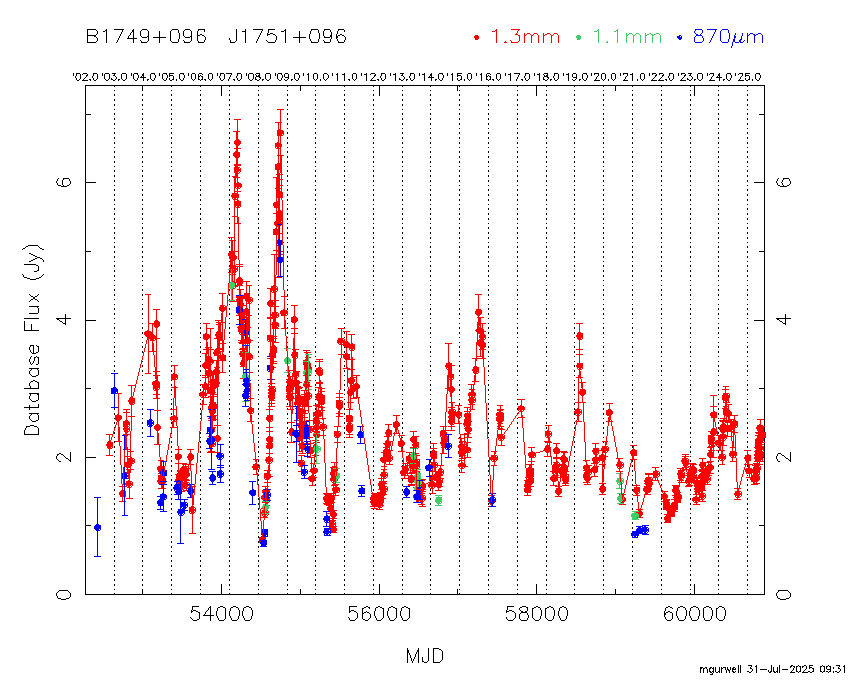 B1749+096 J1751+096 1.3mm 1.1mm 870μm
'02.0 '03.0 '04.0 '05.0 '06.0 '07.0 '08.0 '09.0 '10.0 '11.0 '12.0 '13.0 '14.0 '15.0 '16.0 '17.0 '18.0 '19.0 '20.0 '21.0 '22.0 '23.0 '24.0 '25.0
6 6
Database Flux (Jy)
4 4
2 2
0 0
54000 56000 58000 60000
MJD
mgurwell 31-Jul-2025 09:31